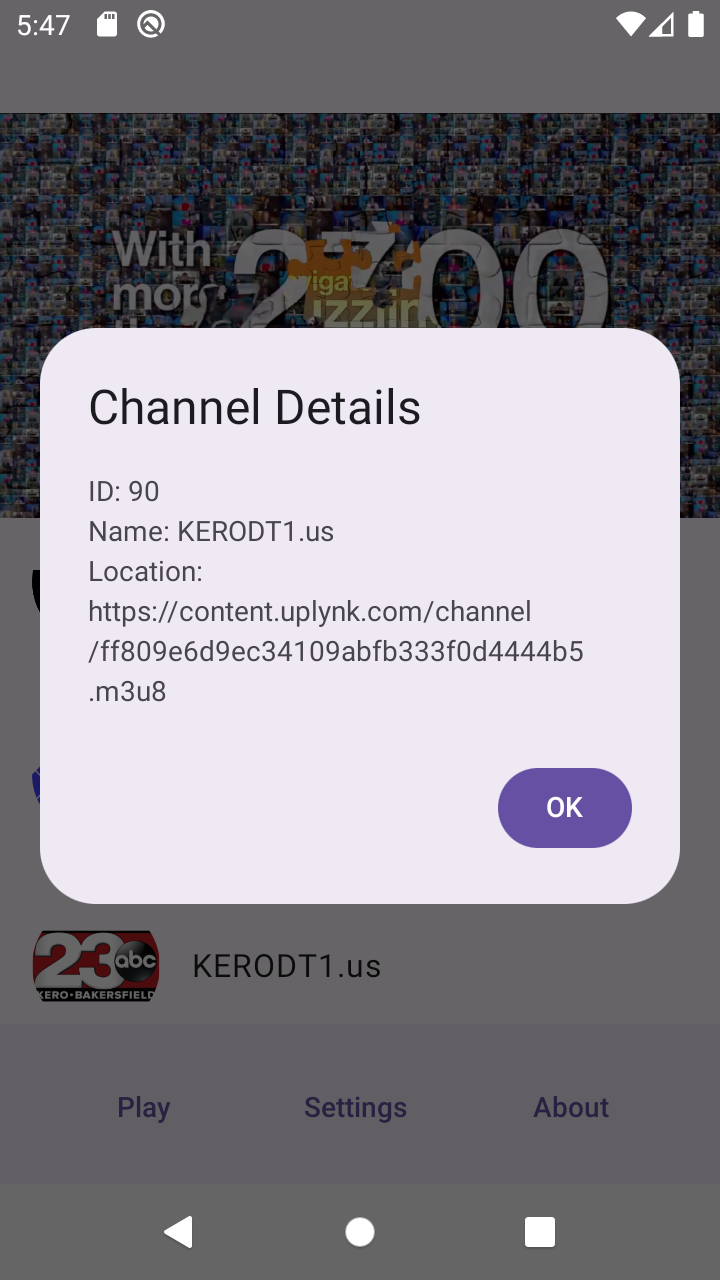 5:47
With
more
2700
Channel Details
ID: 90
Name: KERODT1.us
Location:
https://content.uplynk.com/channel
/ff809e6d9ec34109abfb333f0d4444b5
.m3u8
OK
23 abc
KERO•BAKERSFIELD
KERODT1.us
Play
Settings
About